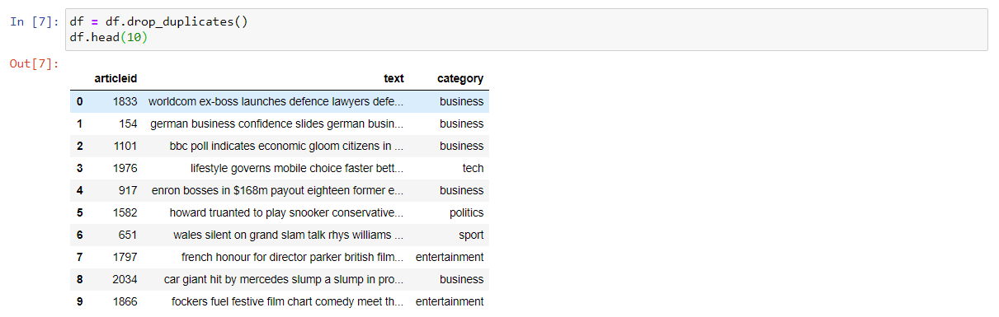 In [7]: df = df.drop_duplicates()
df.head(10)
Out[7]:
articleid text category
0 1833 worldcom ex-boss launches defence lawyers defe... business
1 154 german business confidence slides german busin... business
2 1101 bbc poll indicates economic gloom citizens in ... business
3 1976 lifestyle governs mobile choice faster bett... tech
4 917 enron bosses in $168m payout eighteen former e... business
5 1582 howard truanted to play snooker conservative... politics
6 651 wales silent on grand slam talk rhys williams ... sport
7 1797 french honour for director parker british film... entertainment
8 2034 car giant hit by mercedes slump a slump in pro... business
9 1866 fockers fuel festive film chart comedy meet th... entertainment